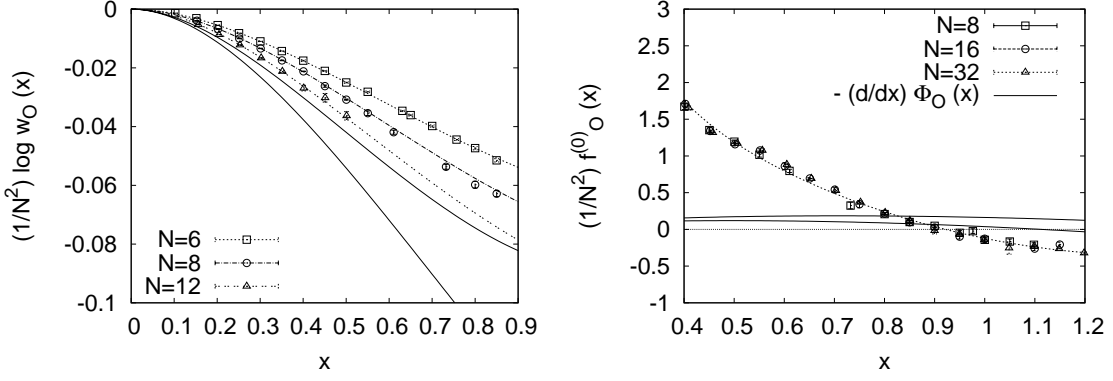 (1/N²) log w_O (x)
0
-0.02
-0.04
-0.06
-0.08
-0.1
N=6
N=8
N=12
0 0.1 0.2 0.3 0.4 0.5 0.6 0.7 0.8 0.9
x
(1/N²) f^(0)_O (x)
3
2.5
2
1.5
1
0.5
0
-0.5
-1
N=8
N=16
N=32
- (d/dx) Φ_O (x)
0.4 0.5 0.6 0.7 0.8 0.9 1 1.1 1.2
x